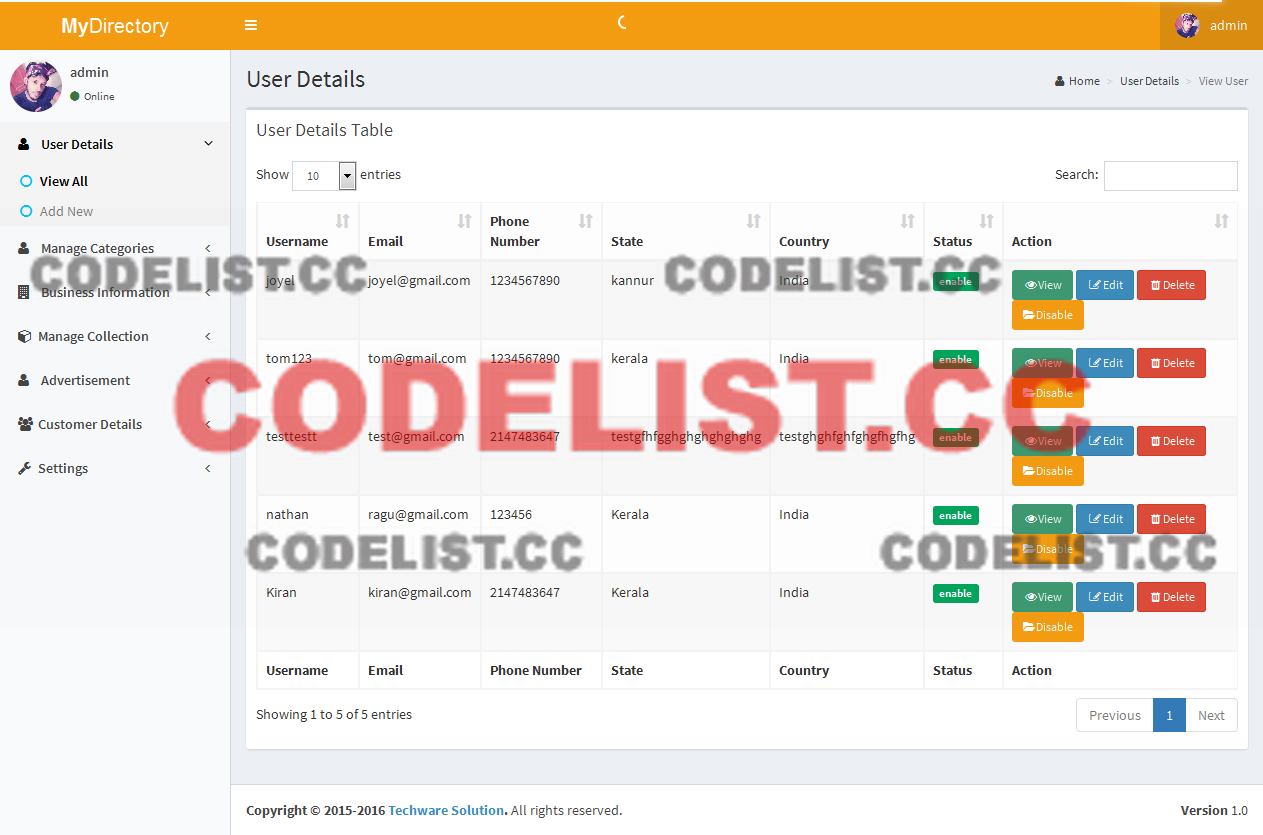 MyDirectory
admin
admin
Online
User Details
Home > User Details > View User
User Details
View All
Add New
Manage Categories
Business Information
Manage Collection
Advertisement
Customer Details
Settings
User Details Table
Show 10 entries
Search:
Username Email Phone Number State Country Status Action
joyel joyel@gmail.com 1234567890 kannur India enable View Edit Delete
Disable
tom123 tom@gmail.com 1234567890 kerala India enable View Edit Delete
Disable
testtestt test@gmail.com 2147483647 testgfhfgghghghghghghg testghghfghfghgfhgfhg enable View Edit Delete
Disable
nathan ragu@gmail.com 123456 Kerala India enable View Edit Delete
Disable
Kiran kiran@gmail.com 2147483647 Kerala India enable View Edit Delete
Disable
Username Email Phone Number State Country Status Action
Showing 1 to 5 of 5 entries
Previous 1 Next
Copyright © 2015-2016 Techware Solution. All rights reserved.
Version 1.0
CODELIST.CC
CODELIST.CC
CODELIST.CC
CODELIST.CC
CODELIST.CC